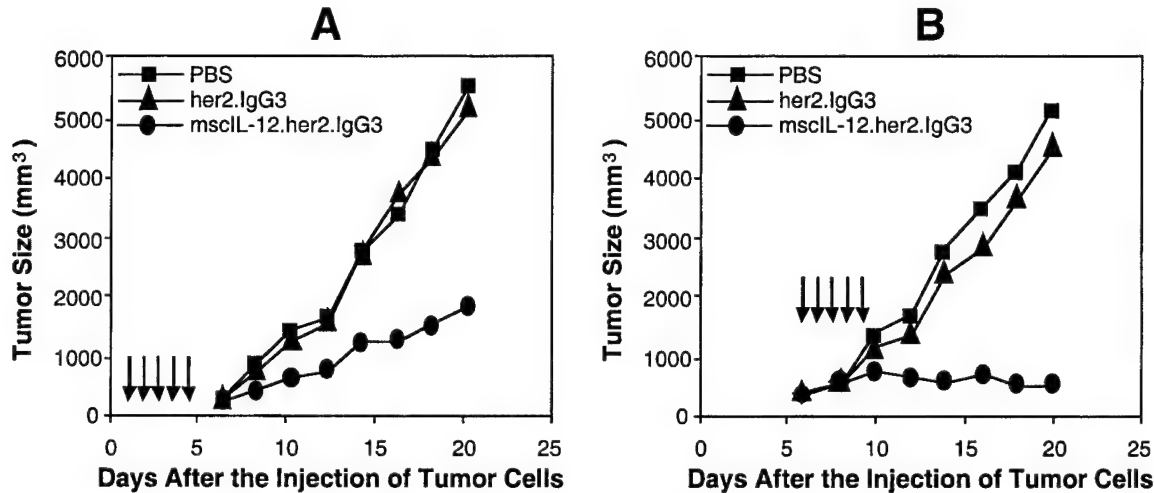 A
6000
5000
4000
3000
2000
1000
0
Tumor Size (mm³)
PBS
her2.IgG3
mscIL-12.her2.IgG3
0 5 10 15 20 25
Days After the Injection of Tumor Cells
B
6000
5000
4000
3000
2000
1000
0
Tumor Size (mm³)
PBS
her2.IgG3
mscIL-12.her2.IgG3
0 5 10 15 20 25
Days After the Injection of Tumor Cells